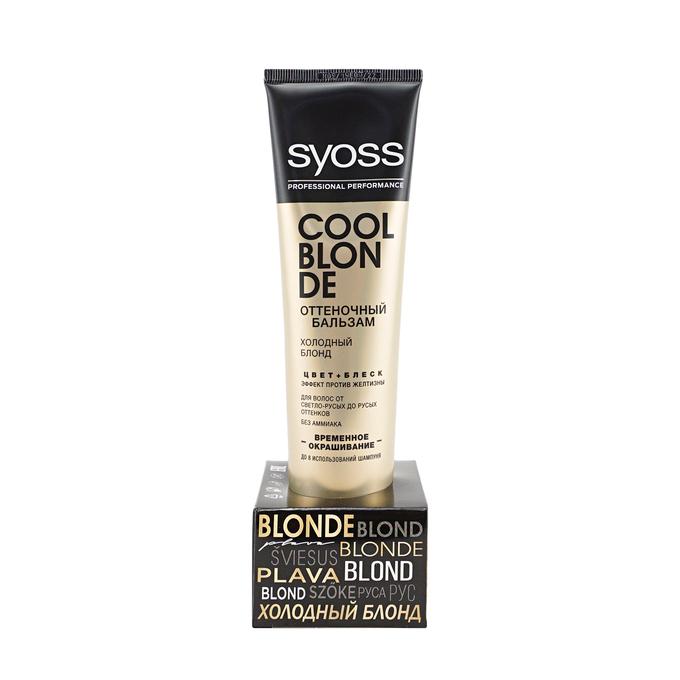 syoss
PROFESSIONAL PERFORMANCE
COOL
BLON
DE
ОТТЕНОЧНЫЙ
БАЛЬЗАМ
ХОЛОДНЫЙ
БЛОНД
ЦВЕТ+БЛЕСК
ЭФФЕКТ ПРОТИВ ЖЕЛТИЗНЫ
ДЛЯ ВОЛОС ОТ
СВЕТЛО-РУСЫХ ДО РУСЫХ
ОТТЕНКОВ
БЕЗ АММИАКА
ВРЕМЕННОЕ
– ОКРАШИВАНИЕ –
ДО 8 ИСПОЛЬЗОВАНИЙ ШАМПУНЯ
BLONDE BLOND
plava BLONDE
ŠVIESUS
PLAVA BLOND
BLOND SZŐKE РУСА РУС
ХОЛОДНЫЙ БЛОНД